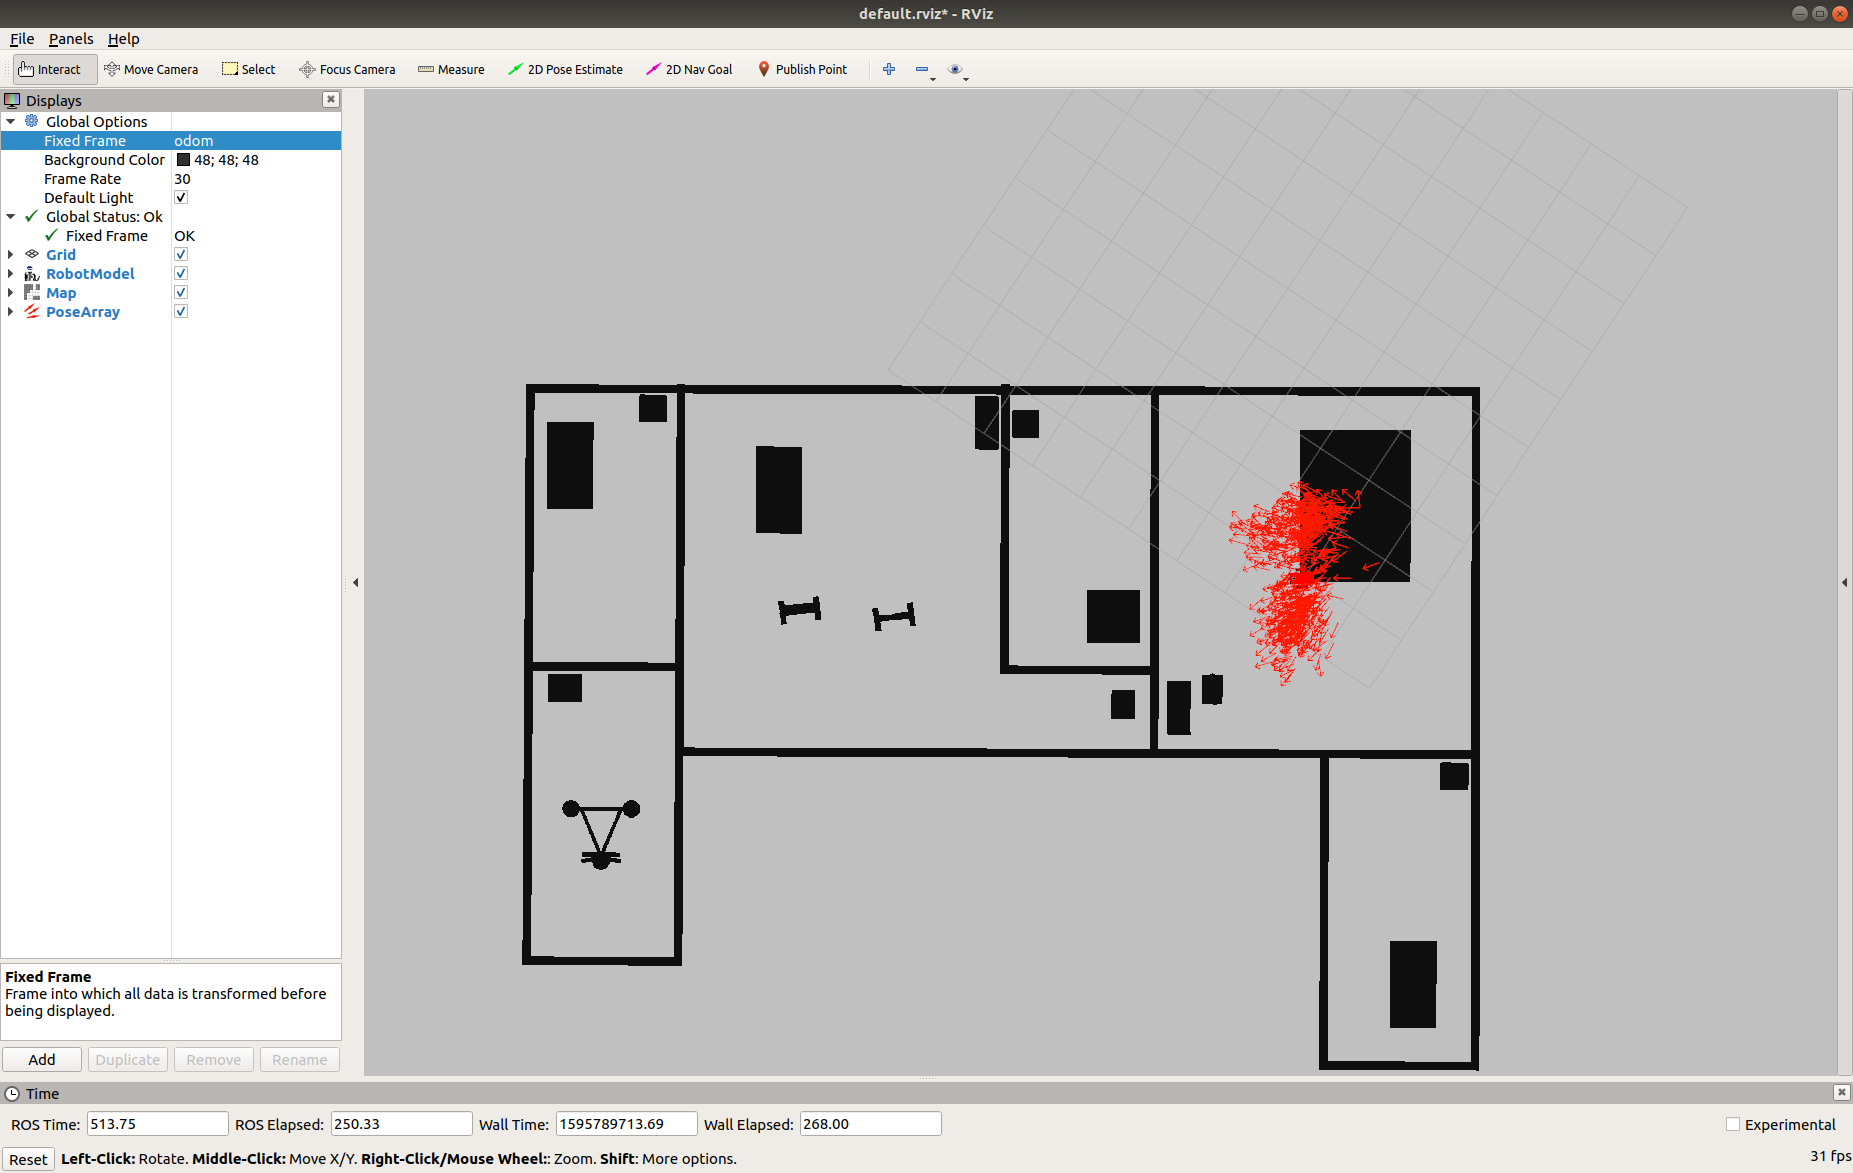 default.rviz* - RViz
File Panels Help
Interact Move Camera Select Focus Camera Measure 2D Pose Estimate 2D Nav Goal Publish Point
Displays
Global Options
Fixed Frame odom
Background Color 48; 48; 48
Frame Rate 30
Default Light
Global Status: Ok
Fixed Frame OK
Grid
RobotModel
Map
PoseArray
Fixed Frame
Frame into which all data is transformed before
being displayed.
Add Duplicate Remove Rename
Time
ROS Time: 513.75 ROS Elapsed: 250.33 Wall Time: 1595789713.69 Wall Elapsed: 268.00 Experimental
Reset Left-Click: Rotate. Middle-Click: Move X/Y. Right-Click/Mouse Wheel:: Zoom. Shift: More options. 31 fps